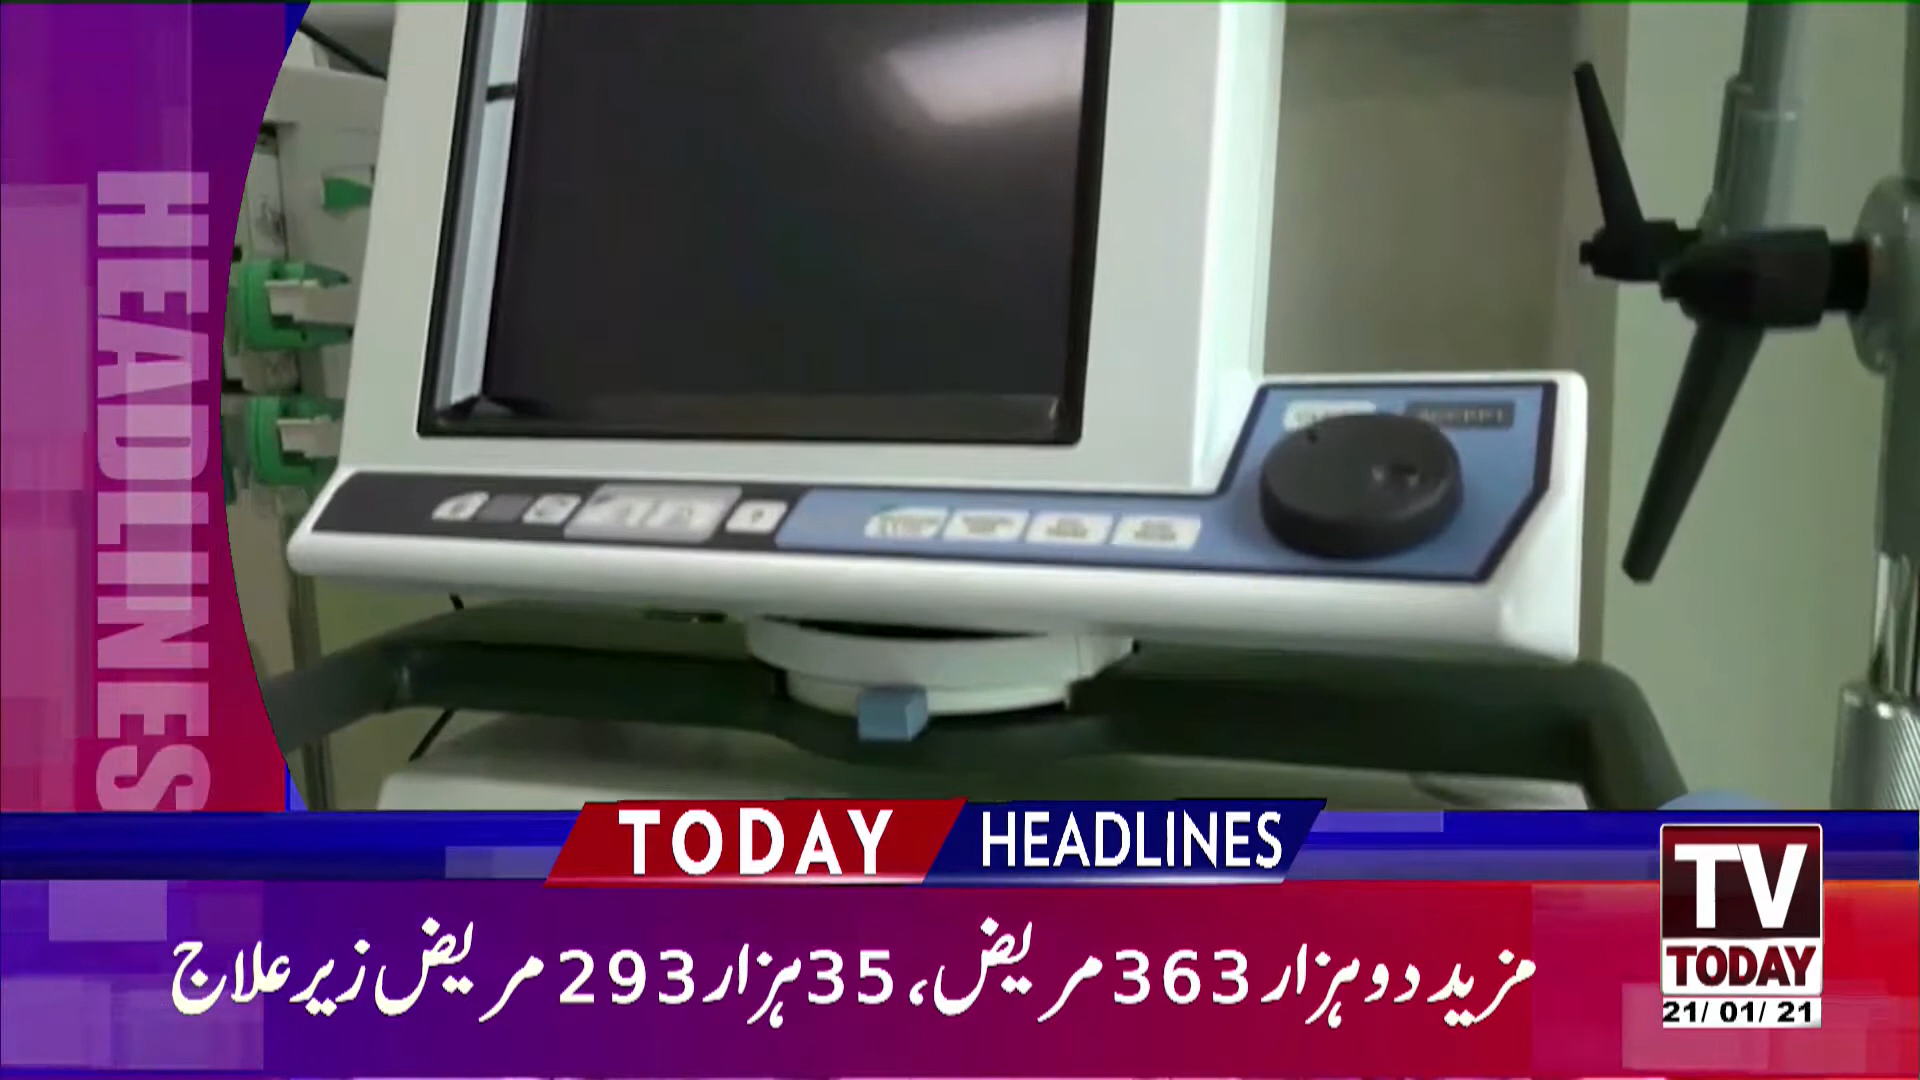 HEADLINES
TODAY HEADLINES
مزید دو ہزار 363 مریض، 35 ہزار 293 مریض زیر علاج
TV
TODAY
21/ 01/ 21